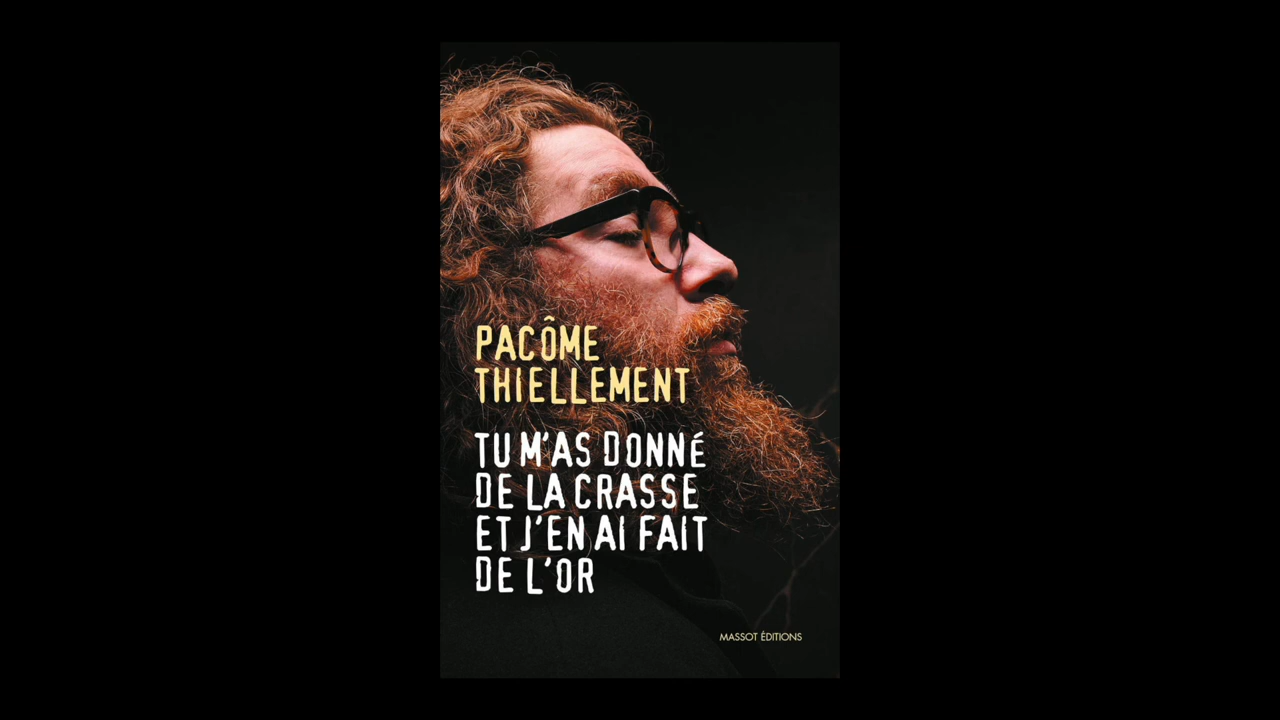 PACÔME
THIELLEMENT
TU M'AS DONNÉ
DE LA CRASSE
ET J'EN AI FAIT
DE L'OR
MASSOT ÉDITIONS